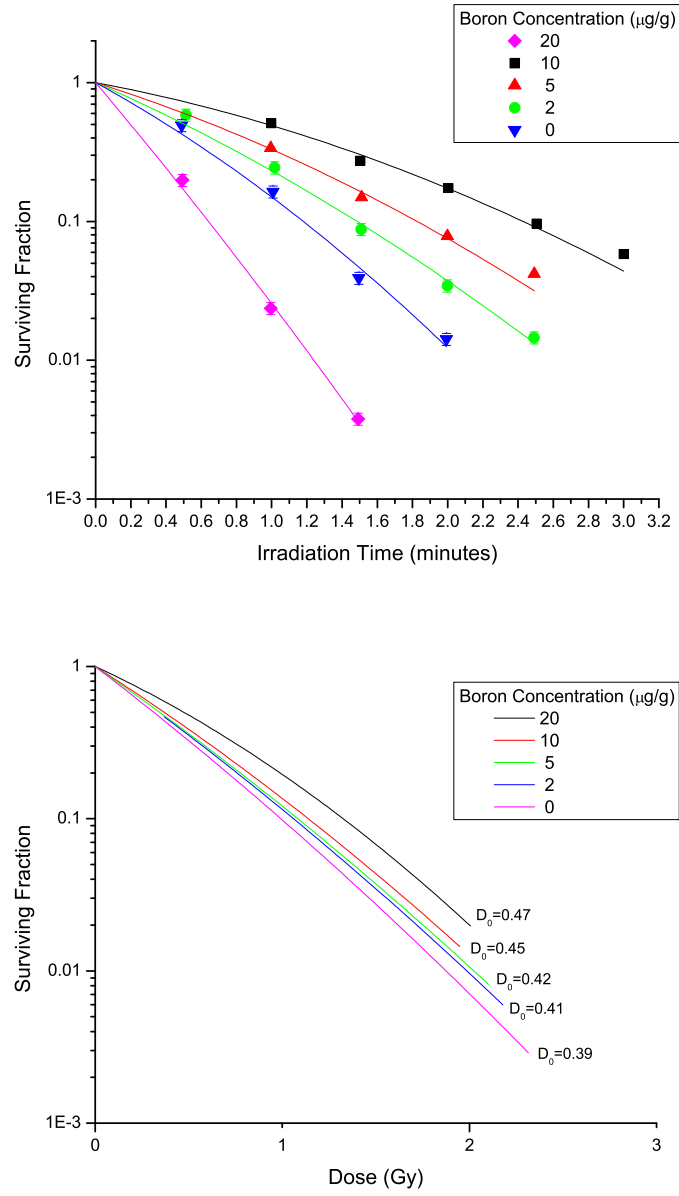 Boron Concentration (μg/g)
20
10
5
2
0
1
0.1
0.01
1E-3
Surviving Fraction
0.0 0.2 0.4 0.6 0.8 1.0 1.2 1.4 1.6 1.8 2.0 2.2 2.4 2.6 2.8 3.0 3.2
Irradiation Time (minutes)
Boron Concentration (μg/g)
20
10
5
2
0
1
0.1
0.01
1E-3
Surviving Fraction
D₀=0.47
D₀=0.45
D₀=0.42
D₀=0.41
D₀=0.39
0 1 2 3
Dose (Gy)